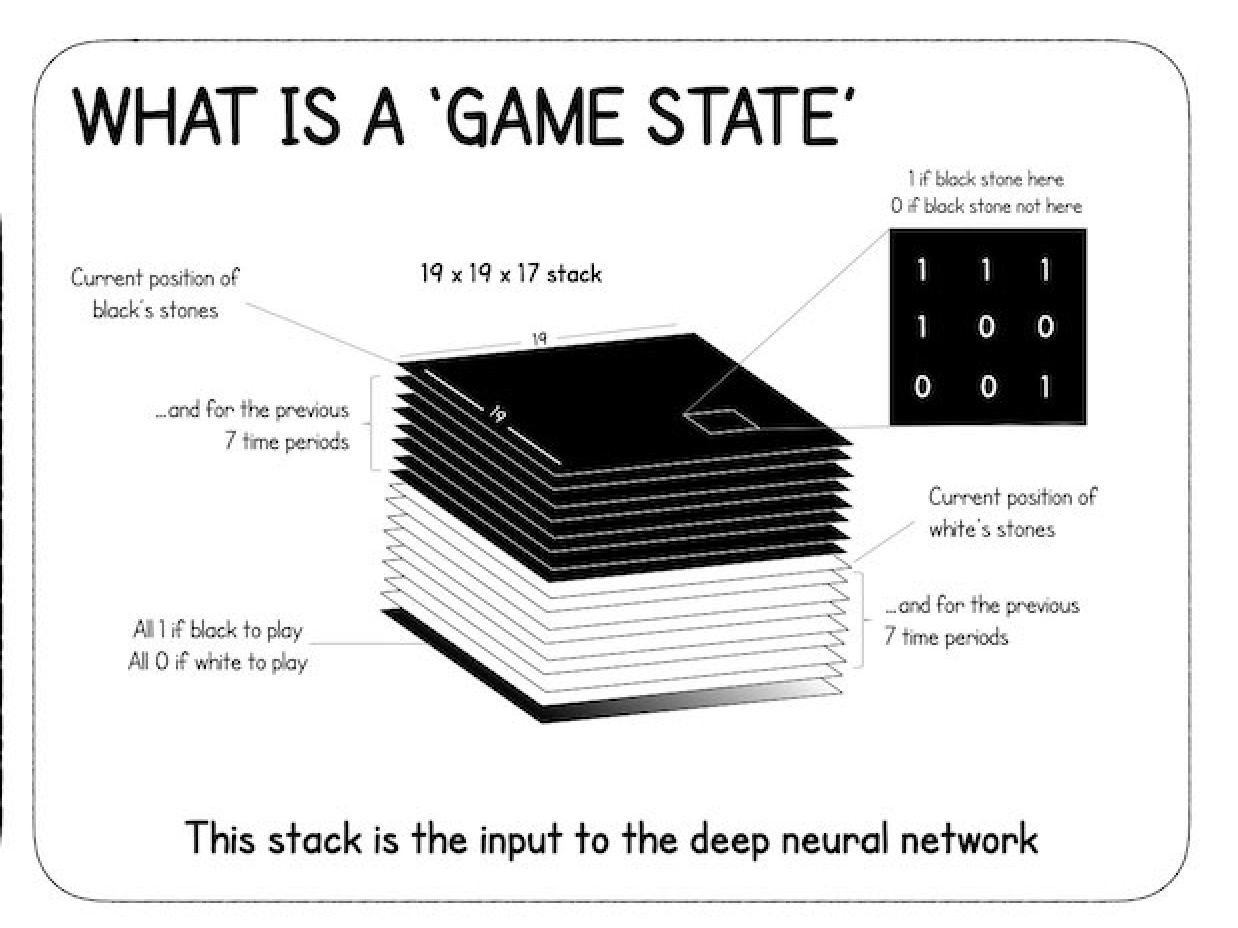 WHAT IS A ‘GAME STATE’
1 if black stone here
0 if black stone not here
1 1 1
1 0 0
0 0 1
Current position of
black's stones
19 x 19 x 17 stack
19
19
...and for the previous
7 time periods
Current position of
white's stones
...and for the previous
7 time periods
All 1 if black to play
All 0 if white to play
This stack is the input to the deep neural network